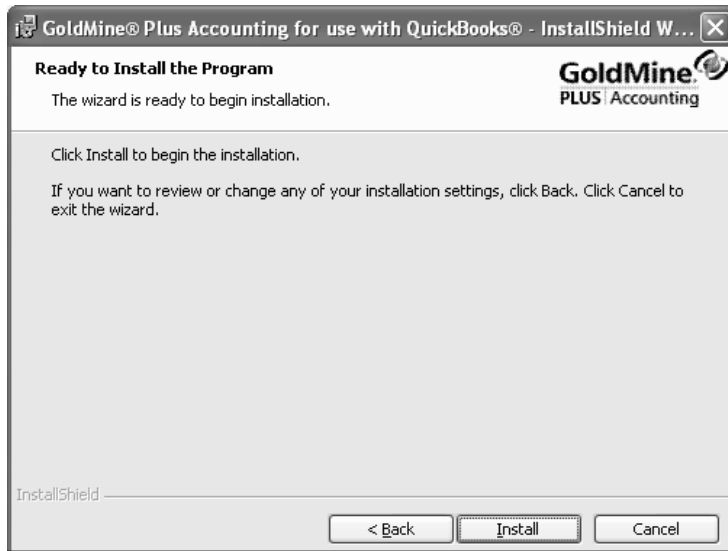 GoldMine® Plus Accounting for use with QuickBooks® - InstallShield W...
Ready to Install the Program
The wizard is ready to begin installation.
GoldMine®
PLUS Accounting
Click Install to begin the installation.
If you want to review or change any of your installation settings, click Back. Click Cancel to
exit the wizard.
InstallShield
< Back
Install
Cancel